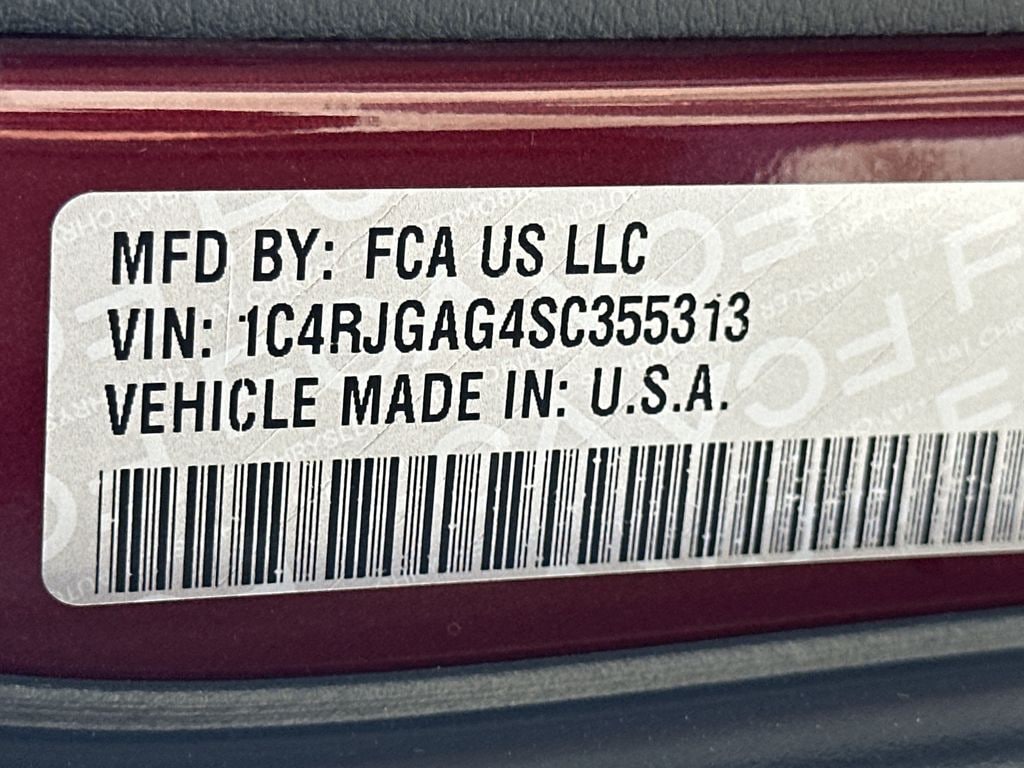 MFD BY: FCA US LLC
VIN: 1C4RJGAG4SC355313
VEHICLE MADE IN: U.S.A.